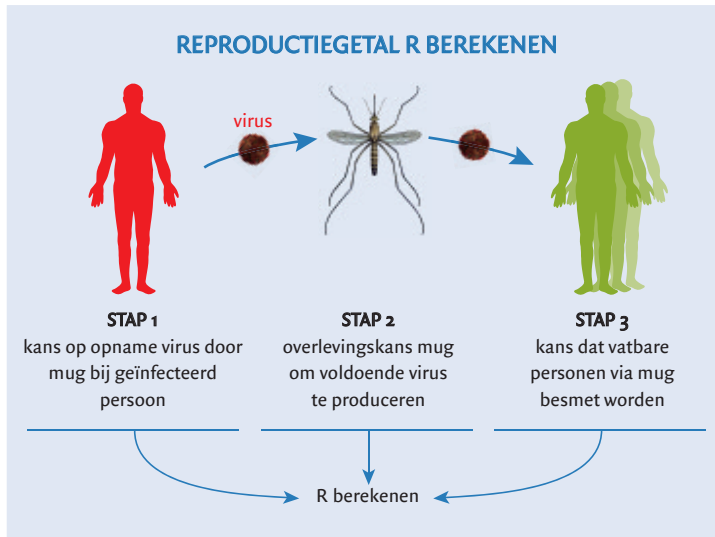 REPRODUCTIEGETAL R BEREKENEN
virus
STAP 1
kans op opname virus door
mug bij geïnfecteerd
persoon
STAP 2
overlevingskans mug
om voldoende virus
te produceren
STAP 3
kans dat vatbare
personen via mug
besmet worden
R berekenen